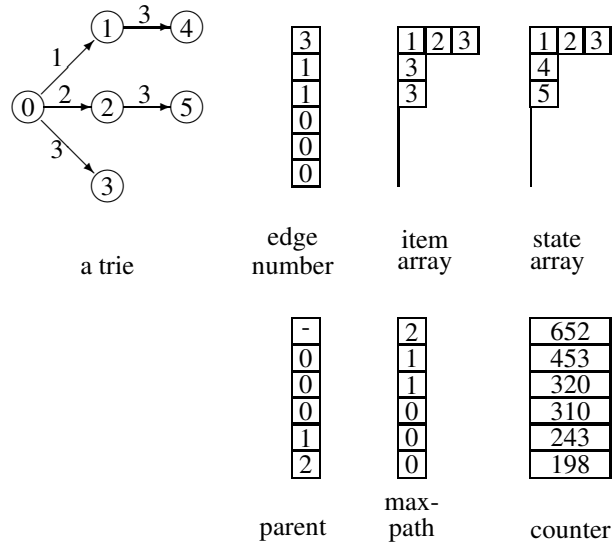 1 3 4 3 1 2 3 1 2 3
1 1 3 4
0 2 2 3 5 1 3 5
3 0
3 0
0
edge item state
a trie number array array
- 2 652
0 1 453
0 1 320
0 0 310
1 0 243
2 0 198
max-
parent path counter